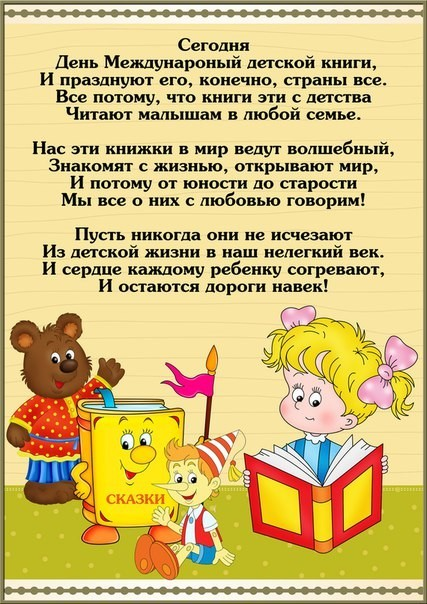 Сегодня
День Междунароный детской книги,
И празднуют его, конечно, страны все.
Все потому, что книги эти с детства
Читают малышам в любой семье.
Нас эти книжки в мир ведут волшебный,
Знакомят с жизнью, открывают мир,
И потому от юности до старости
Мы все о них с любовью говорим!
Пусть никогда они не исчезают
Из детской жизни в наш нелегкий век.
И сердце каждому ребенку согревают,
И остаются дороги навек!
СКАЗКИ